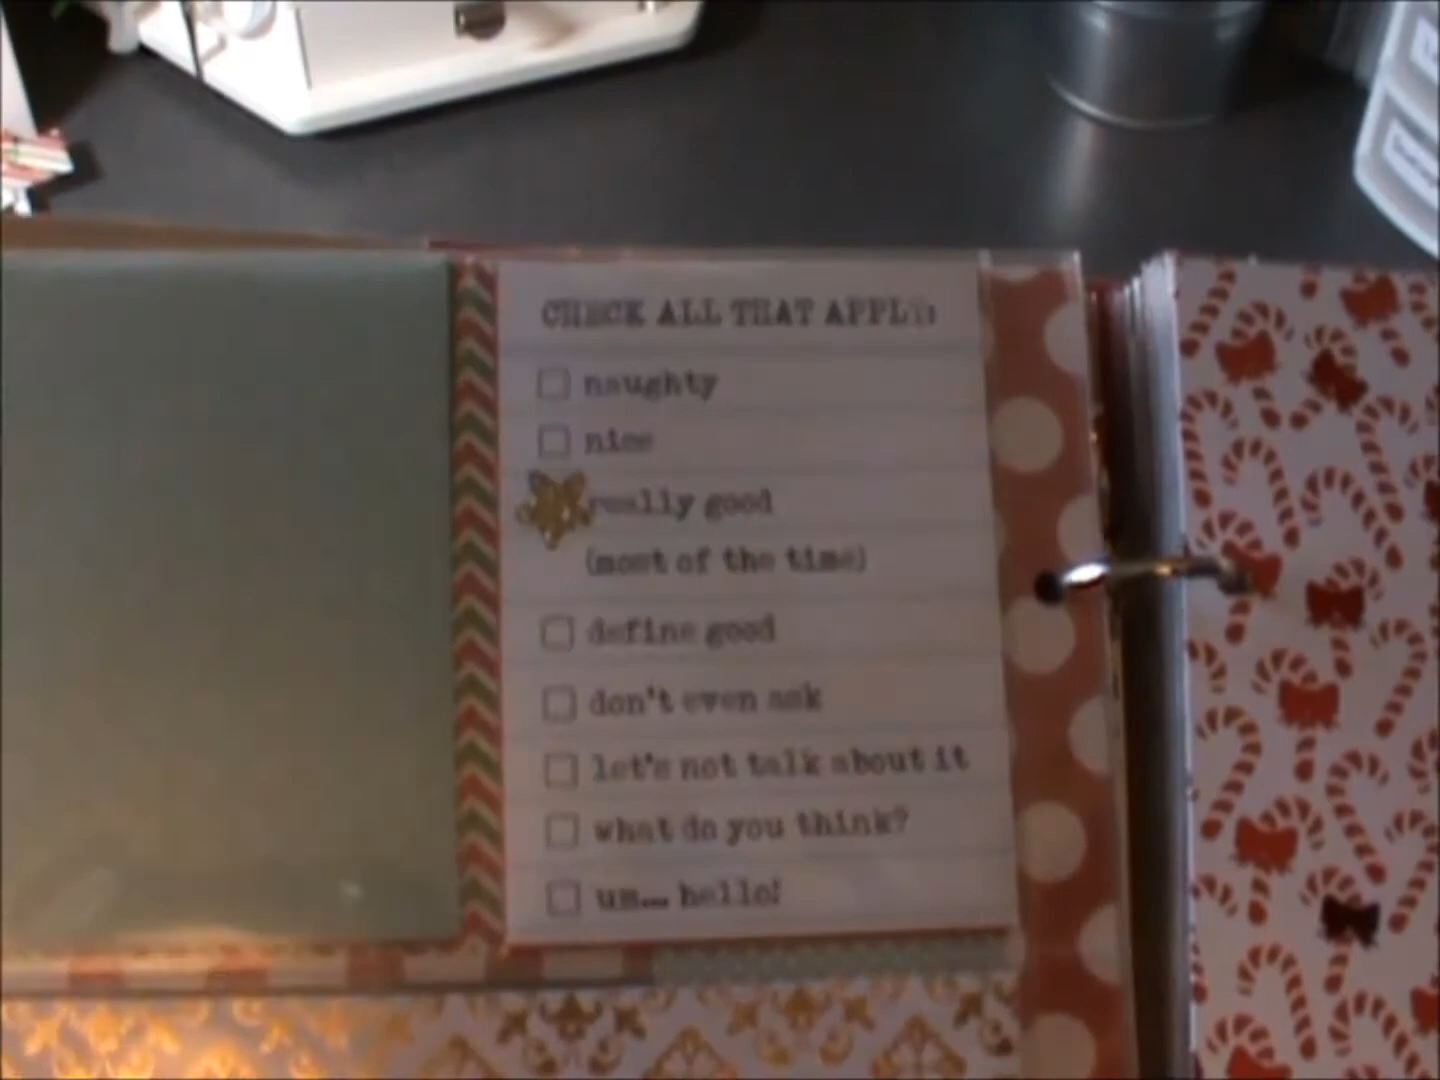 CHECK ALL THAT APPLY:
naughty
nice
really good
(most of the time)
define good
don't even ask
let's not talk about it
what do you think?
um... hello!